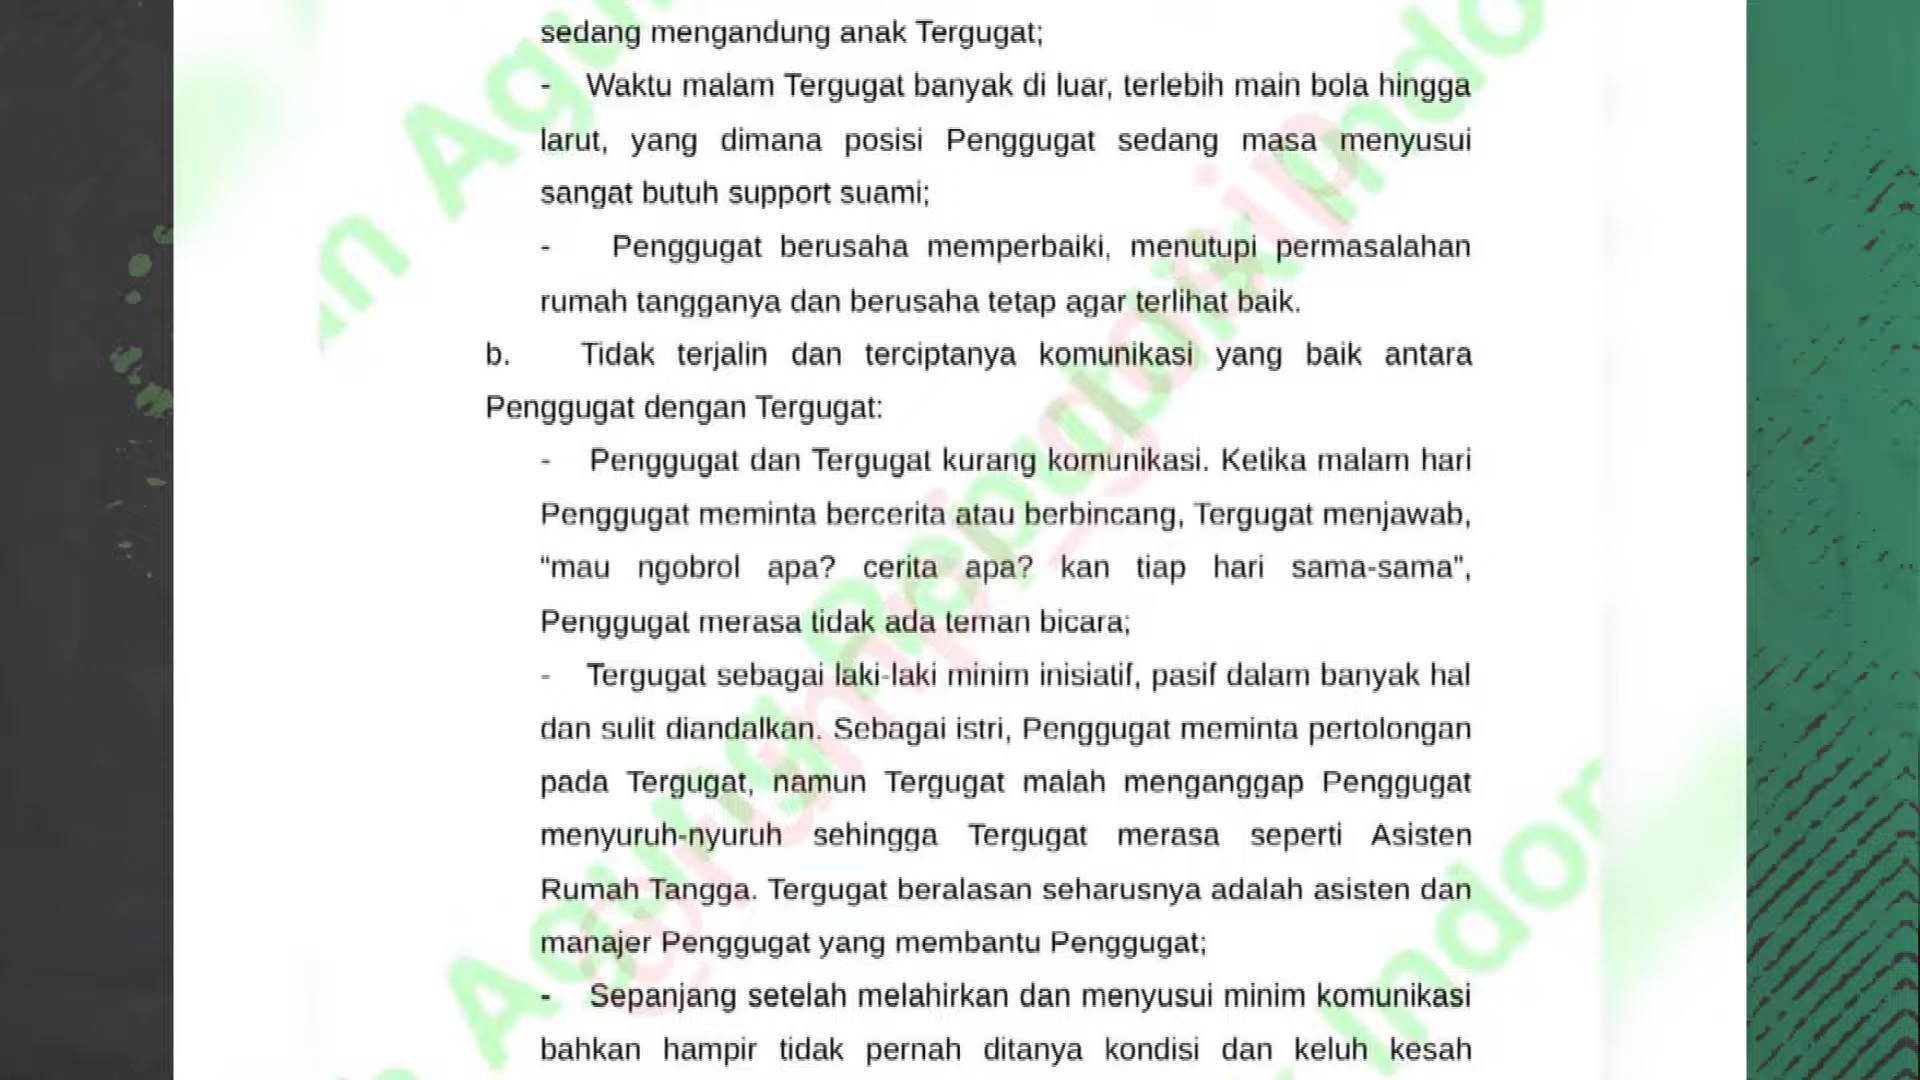 sedang mengandung anak Tergugat;
- Waktu malam Tergugat banyak di luar, terlebih main bola hingga
larut, yang dimana posisi Penggugat sedang masa menyusui
sangat butuh support suami;
- Penggugat berusaha memperbaiki, menutupi permasalahan
rumah tangganya dan berusaha tetap agar terlihat baik.
b. Tidak terjalin dan terciptanya komunikasi yang baik antara
Penggugat dengan Tergugat:
- Penggugat dan Tergugat kurang komunikasi. Ketika malam hari
Penggugat meminta bercerita atau berbincang, Tergugat menjawab,
"mau ngobrol apa? cerita apa? kan tiap hari sama-sama",
Penggugat merasa tidak ada teman bicara;
- Tergugat sebagai laki-laki minim inisiatif, pasif dalam banyak hal
dan sulit diandalkan. Sebagai istri, Penggugat meminta pertolongan
pada Tergugat, namun Tergugat malah menganggap Penggugat
menyuruh-nyuruh sehingga Tergugat merasa seperti Asisten
Rumah Tangga. Tergugat beralasan seharusnya adalah asisten dan
manajer Penggugat yang membantu Penggugat;
- Sepanjang setelah melahirkan dan menyusui minim komunikasi
bahkan hampir tidak pernah ditanya kondisi dan keluh kesah